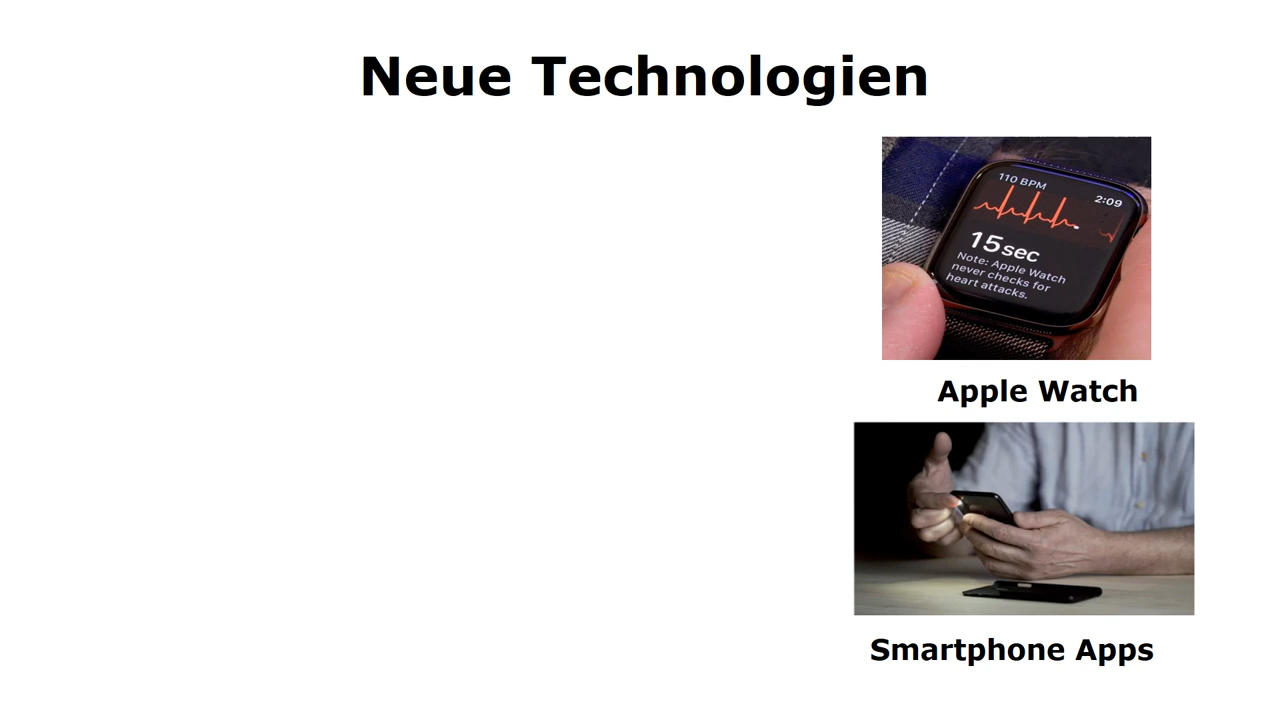 Neue Technologien
110 BPM
2:09
15sec
Note: Apple Watch
never checks for
heart attacks.
Apple Watch
Smartphone Apps